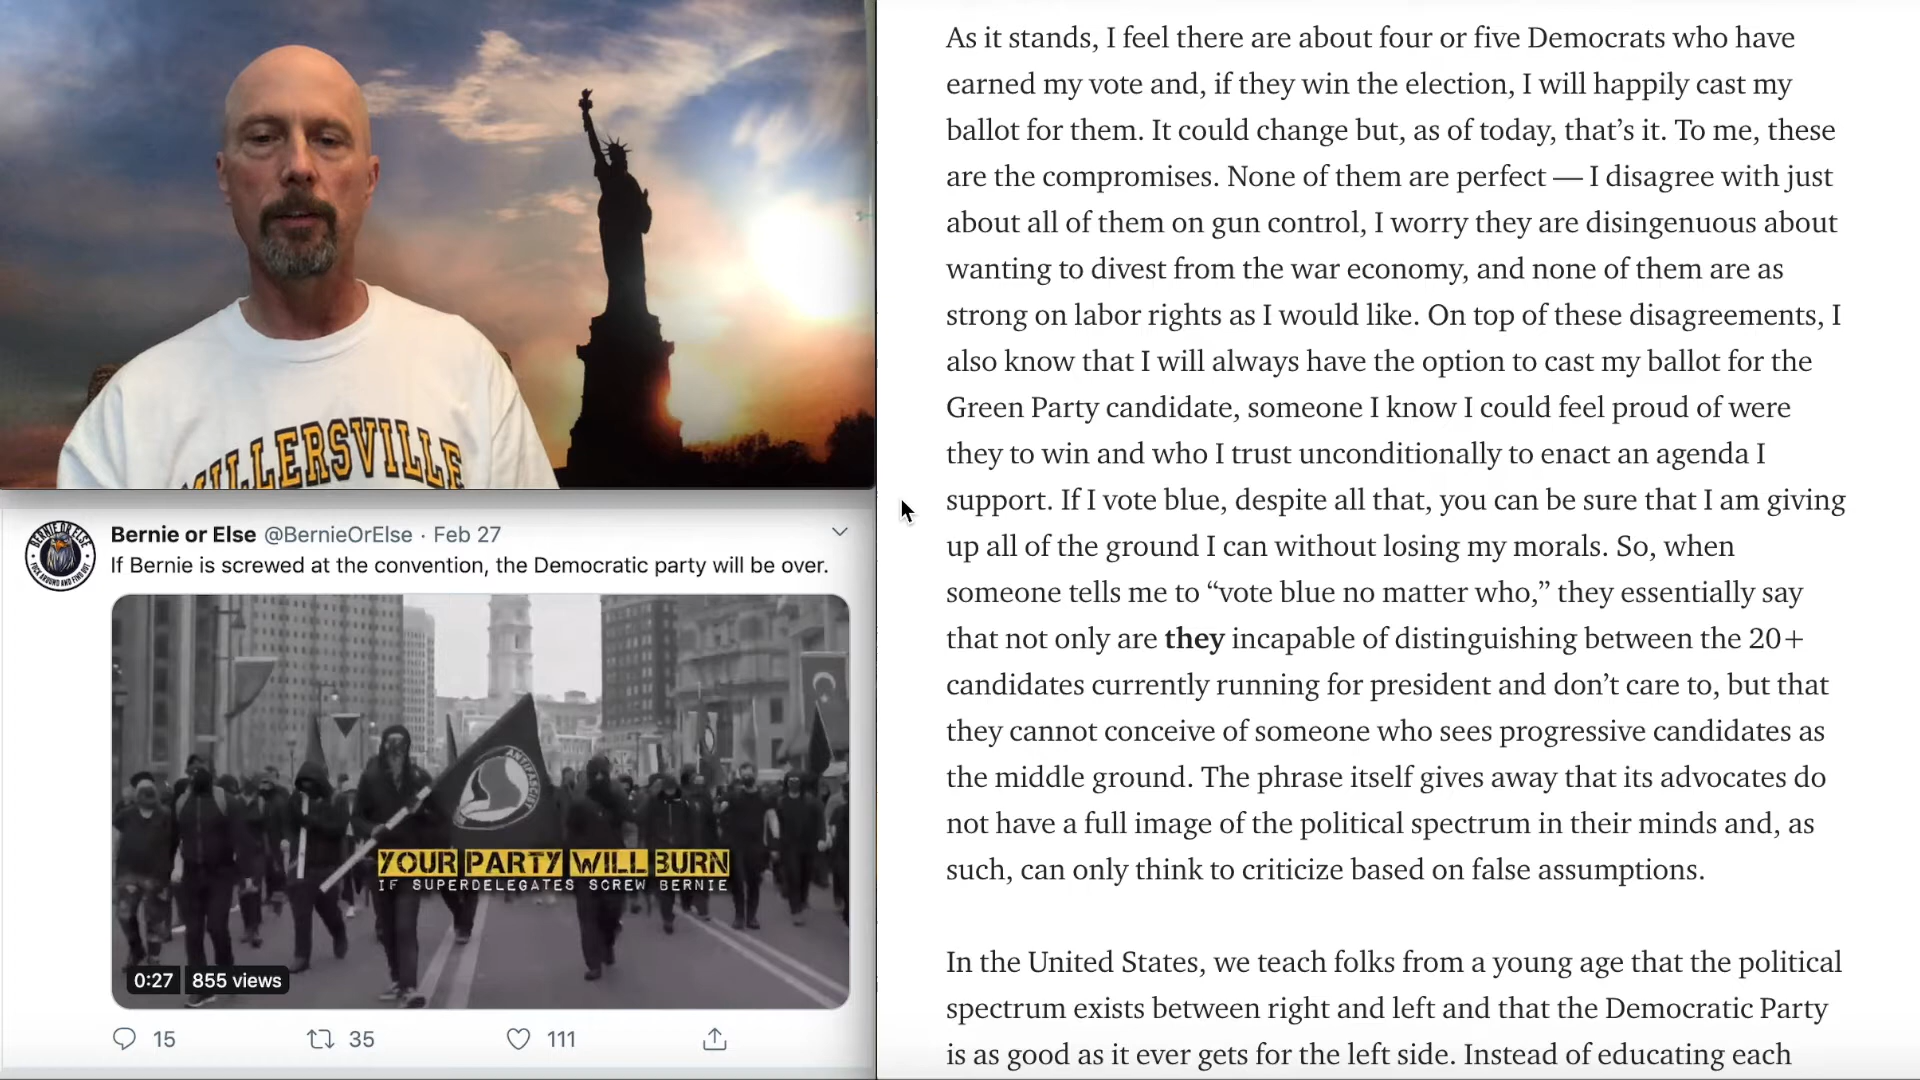 MILLERSVILLE
Bernie or Else @BernieOrElse · Feb 27
If Bernie is screwed at the convention, the Democratic party will be over.
BERNIE OR ELSE
FUCK AROUND AND FIND OUT
ANTIFASCIST
YOUR PARTY WILL BURN
IF SUPERDELEGATES SCREW BERNIE
0:27 855 views
15 35 111
As it stands, I feel there are about four or five Democrats who have
earned my vote and, if they win the election, I will happily cast my
ballot for them. It could change but, as of today, that’s it. To me, these
are the compromises. None of them are perfect — I disagree with just
about all of them on gun control, I worry they are disingenuous about
wanting to divest from the war economy, and none of them are as
strong on labor rights as I would like. On top of these disagreements, I
also know that I will always have the option to cast my ballot for the
Green Party candidate, someone I know I could feel proud of were
they to win and who I trust unconditionally to enact an agenda I
support. If I vote blue, despite all that, you can be sure that I am giving
up all of the ground I can without losing my morals. So, when
someone tells me to “vote blue no matter who,” they essentially say
that not only are they incapable of distinguishing between the 20+
candidates currently running for president and don’t care to, but that
they cannot conceive of someone who sees progressive candidates as
the middle ground. The phrase itself gives away that its advocates do
not have a full image of the political spectrum in their minds and, as
such, can only think to criticize based on false assumptions.
In the United States, we teach folks from a young age that the political
spectrum exists between right and left and that the Democratic Party
is as good as it ever gets for the left side. Instead of educating each